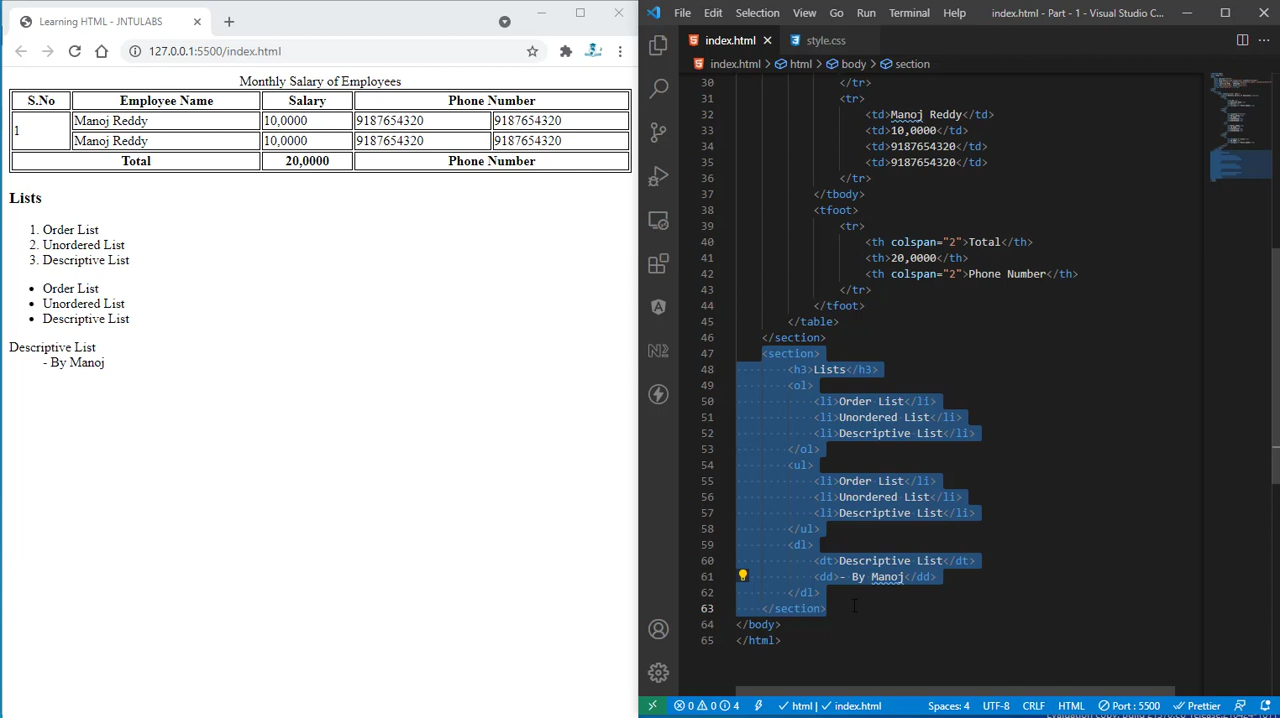 Learning HTML - JNTULABS
127.0.0.1:5500/index.html
Monthly Salary of Employees
S.No Employee Name Salary Phone Number
1 Manoj Reddy 10,0000 9187654320 9187654320
Manoj Reddy 10,0000 9187654320 9187654320
Total 20,0000 Phone Number
Lists
1. Order List
2. Unordered List
3. Descriptive List
• Order List
• Unordered List
• Descriptive List
Descriptive List
- By Manoj
File Edit Selection View Go Run Terminal Help index.html - Part - 1 - Visual Studio C...
index.html style.css
index.html > html > body > section
30 </tr>
31 <tr>
32 <td>Manoj Reddy</td>
33 <td>10,0000</td>
34 <td>9187654320</td>
35 <td>9187654320</td>
36 </tr>
37 </tbody>
38 <tfoot>
39 <tr>
40 <th colspan="2">Total</th>
41 <th>20,0000</th>
42 <th colspan="2">Phone Number</th>
43 </tr>
44 </tfoot>
45 </table>
46 </section>
47 <section>
48 <h3>Lists</h3>
49 <ol>
50 <li>Order List</li>
51 <li>Unordered List</li>
52 <li>Descriptive List</li>
53 </ol>
54 <ul>
55 <li>Order List</li>
56 <li>Unordered List</li>
57 <li>Descriptive List</li>
58 </ul>
59 <dl>
60 <dt>Descriptive List</dt>
61 <dd>- By Manoj</dd>
62 </dl>
63 </section>
64 </body>
65 </html>
0 0 4 html index.html Spaces: 4 UTF-8 CRLF HTML Port : 5500 Prettier